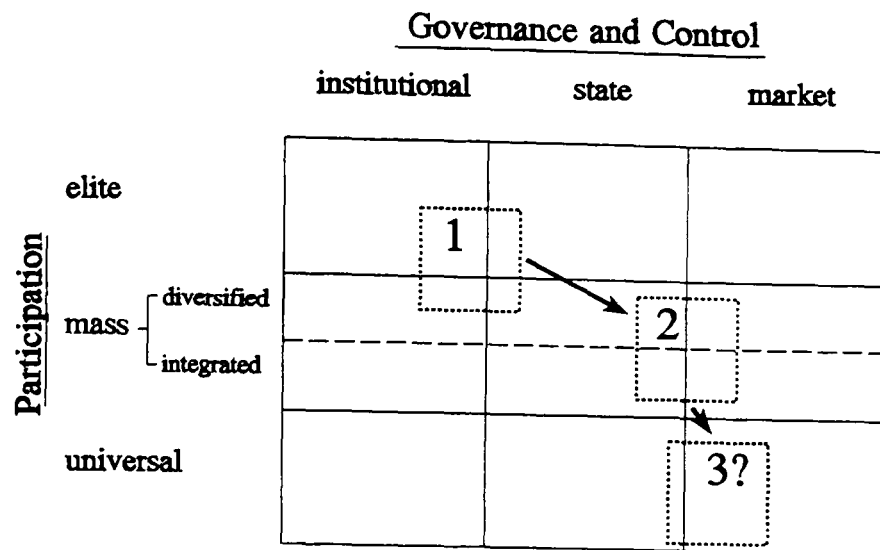 Governance and Control
institutional state market
elite
1
Participation
diversified
mass
2
integrated
universal
3?